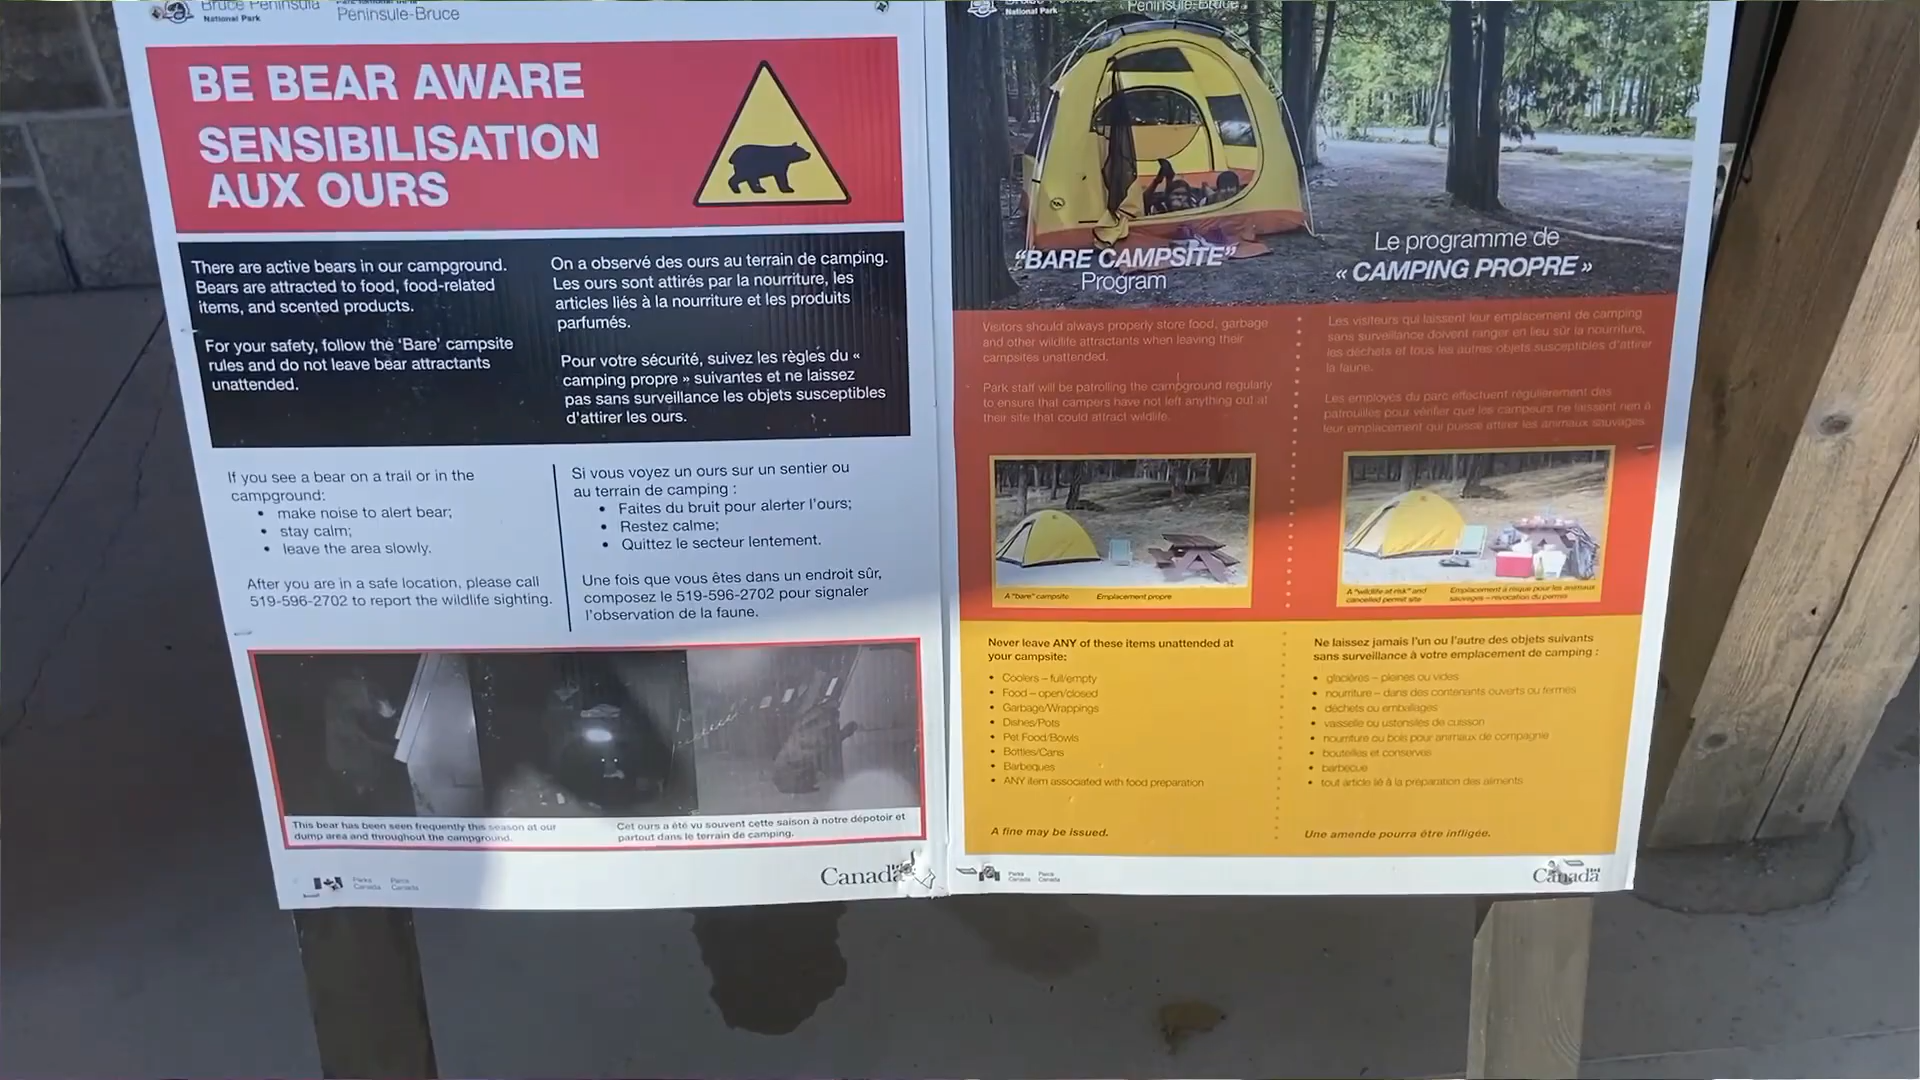 Bruce Peninsula
National Park
Péninsule-Bruce
BE BEAR AWARE
SENSIBILISATION
AUX OURS
There are active bears in our campground.
Bears are attracted to food, food-related
items, and scented products.
For your safety, follow the 'Bare' campsite
rules and do not leave bear attractants
unattended.
On a observé des ours au terrain de camping.
Les ours sont attirés par la nourriture, les
articles liés à la nourriture et les produits
parfumés.
Pour votre sécurité, suivez les règles du «
camping propre » suivantes et ne laissez
pas sans surveillance les objets susceptibles
d'attirer les ours.
If you see a bear on a trail or in the
campground:
• make noise to alert bear;
• stay calm;
• leave the area slowly.
After you are in a safe location, please call
519-596-2702 to report the wildlife sighting.
Si vous voyez un ours sur un sentier ou
au terrain de camping :
• Faites du bruit pour alerter l'ours;
• Restez calme;
• Quittez le secteur lentement.
Une fois que vous êtes dans un endroit sûr,
composez le 519-596-2702 pour signaler
l'observation de la faune.
This bear has been seen frequently this season at our
dump area and throughout the campground.
Cet ours a été vu souvent cette saison à notre dépotoir et
partout dans le terrain de camping.
Parks Canada
Parcs Canada
Canada
National Park
Péninsule-Bruce
"BARE CAMPSITE"
Program
Le programme de
« CAMPING PROPRE »
Visitors should always properly store food, garbage
and other wildlife attractants when leaving their
campsites unattended.
Park staff will be patrolling the campground regularly
to ensure that campers have not left anything out at
their site that could attract wildlife.
Les visiteurs qui laissent leur emplacement de camping
sans surveillance doivent ranger en lieu sûr la nourriture,
les déchets et tous les autres objets susceptibles d'attirer
la faune.
Les employés du parc effectuent régulièrement des
patrouilles pour vérifier que les campeurs ne laissent rien à
leur emplacement qui puisse attirer les animaux sauvages.
A "bare" campsite
Emplacement propre
A "wildlife at risk" and
cancelled permit site
Emplacement à risque pour les animaux
sauvages – révocation du permis
Never leave ANY of these items unattended at
your campsite:
• Coolers – full/empty
• Food – open/closed
• Garbage/Wrappings
• Dishes/Pots
• Pet Food/Bowls
• Bottles/Cans
• Barbeques
• ANY item associated with food preparation
A fine may be issued.
Ne laissez jamais l'un ou l'autre des objets suivants
sans surveillance à votre emplacement de camping :
• glacières – pleines ou vides
• nourriture – dans des contenants ouverts ou fermés
• déchets ou emballages
• vaisselle ou ustensiles de cuisson
• nourriture ou bols pour animaux de compagnie
• bouteilles et conserves
• barbecue
• tout article lié à la préparation des aliments
Une amende pourra être infligée.
Parks Canada
Parcs Canada
Canada